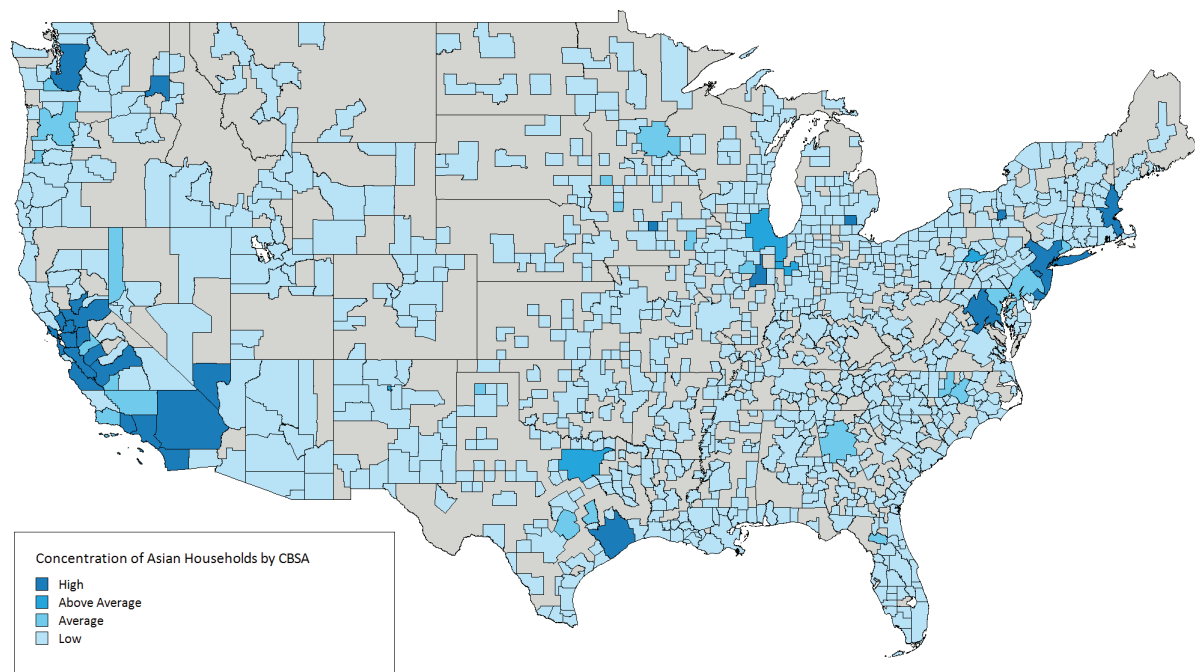 Concentration of Asian Households by CBSA
High
Above Average
Average
Low